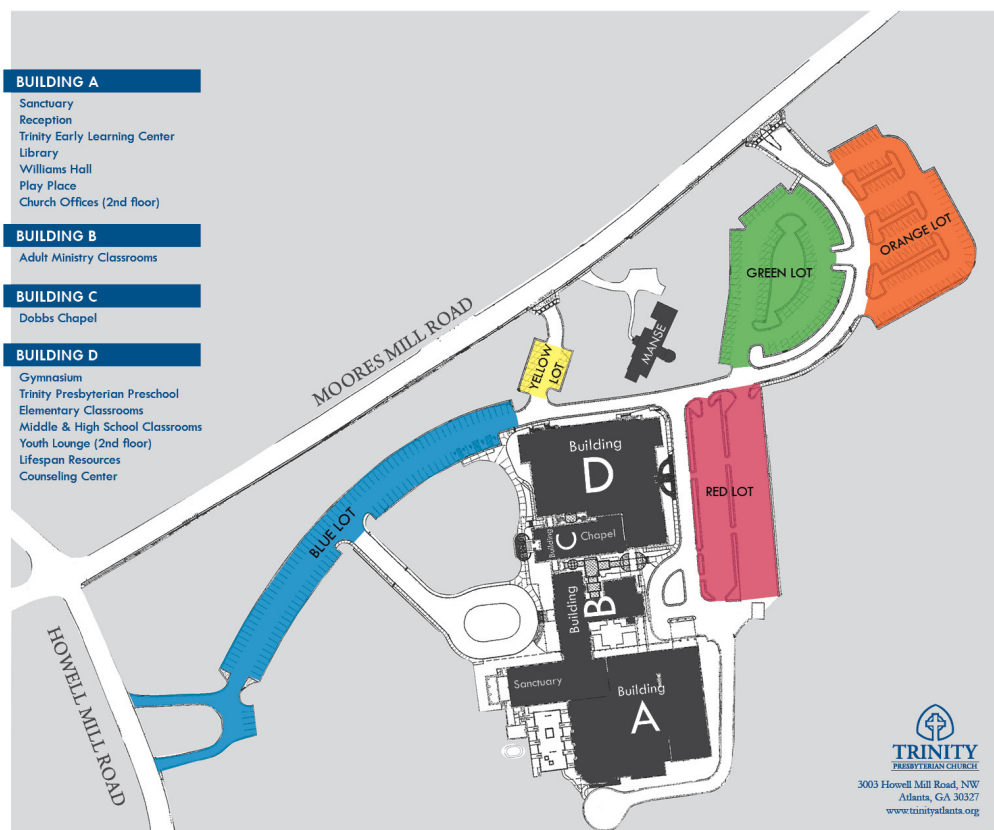 BUILDING A
Sanctuary
Reception
Trinity Early Learning Center
Library
Williams Hall
Play Place
Church Offices (2nd floor)
BUILDING B
Adult Ministry Classrooms
BUILDING C
Dobbs Chapel
BUILDING D
Gymnasium
Trinity Presbyterian Preschool
Elementary Classrooms
Middle & High School Classrooms
Youth Lounge (2nd floor)
Lifespan Resources
Counseling Center
MOORES MILL ROAD
HOWELL MILL ROAD
ORANGE LOT
GREEN LOT
MANSE
YELLOW
LOT
BLUE LOT
RED LOT
Building
D
Building
C
Chapel
Building
B
Sanctuary
Building
A
TRINITY
PRESBYTERIAN CHURCH
3003 Howell Mill Road, NW
Atlanta, GA 30327
www.trinityatlanta.org